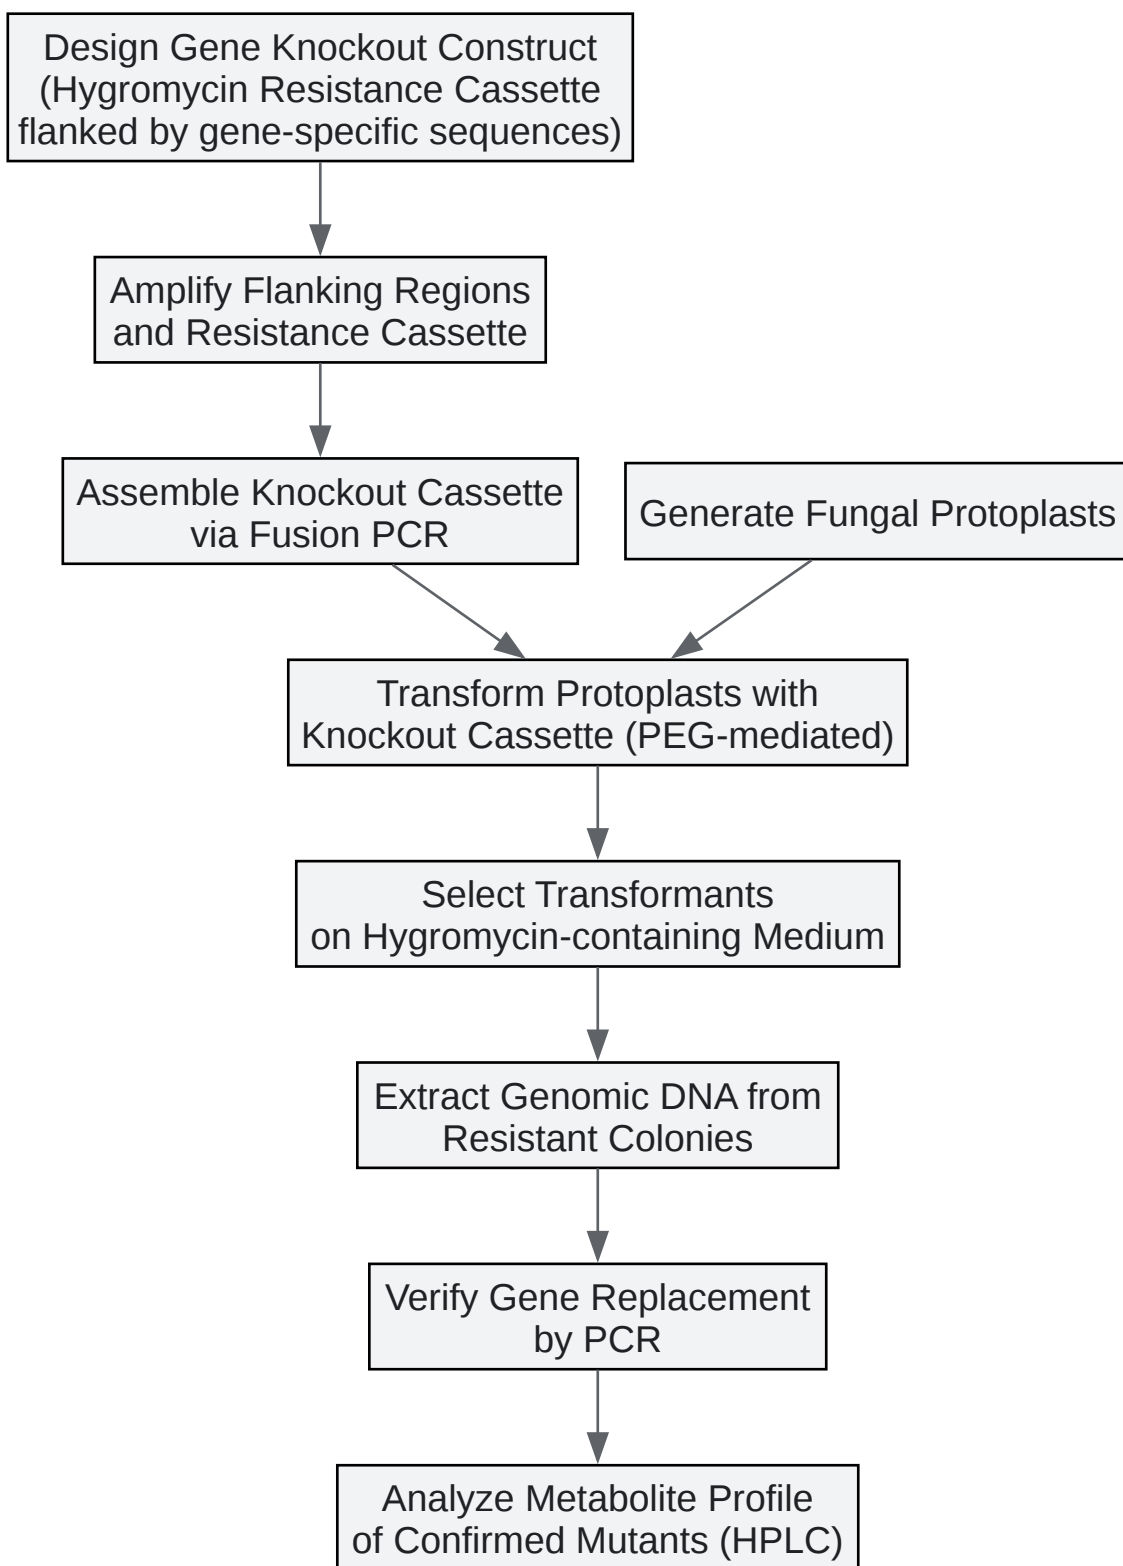 Design Gene Knockout Construct
(Hygromycin Resistance Cassette
flanked by gene-specific sequences)
Amplify Flanking Regions
and Resistance Cassette
Assemble Knockout Cassette
via Fusion PCR
Generate Fungal Protoplasts
Transform Protoplasts with
Knockout Cassette (PEG-mediated)
Select Transformants
on Hygromycin-containing Medium
Extract Genomic DNA from
Resistant Colonies
Verify Gene Replacement
by PCR
Analyze Metabolite Profile
of Confirmed Mutants (HPLC)